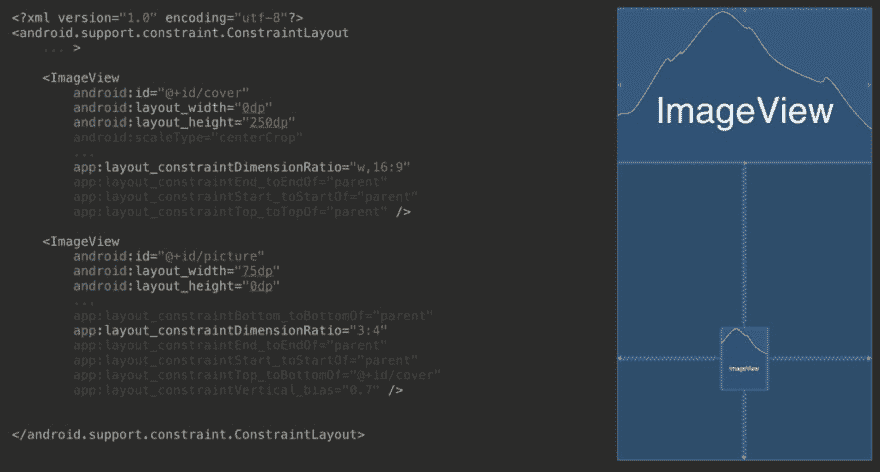 <?xml version="1.0" encoding="utf-8"?>
<android.support.constraint.ConstraintLayout
... >
<ImageView
android:id="@+id/cover"
android:layout_width="0dp"
android:layout_height="250dp"
android:scaleType="centerCrop"
...
app:layout_constraintDimensionRatio="w,16:9"
app:layout_constraintEnd_toEndOf="parent"
app:layout_constraintStart_toStartOf="parent"
app:layout_constraintTop_toTopOf="parent" />
<ImageView
android:id="@+id/picture"
android:layout_width="75dp"
android:layout_height="0dp"
...
app:layout_constraintBottom_toBottomOf="parent"
app:layout_constraintDimensionRatio="3:4"
app:layout_constraintEnd_toEndOf="parent"
app:layout_constraintStart_toStartOf="parent"
app:layout_constraintTop_toBottomOf="@+id/cover"
app:layout_constraintVertical_bias="0.7" />
</android.support.constraint.ConstraintLayout>
ImageView
ImageView